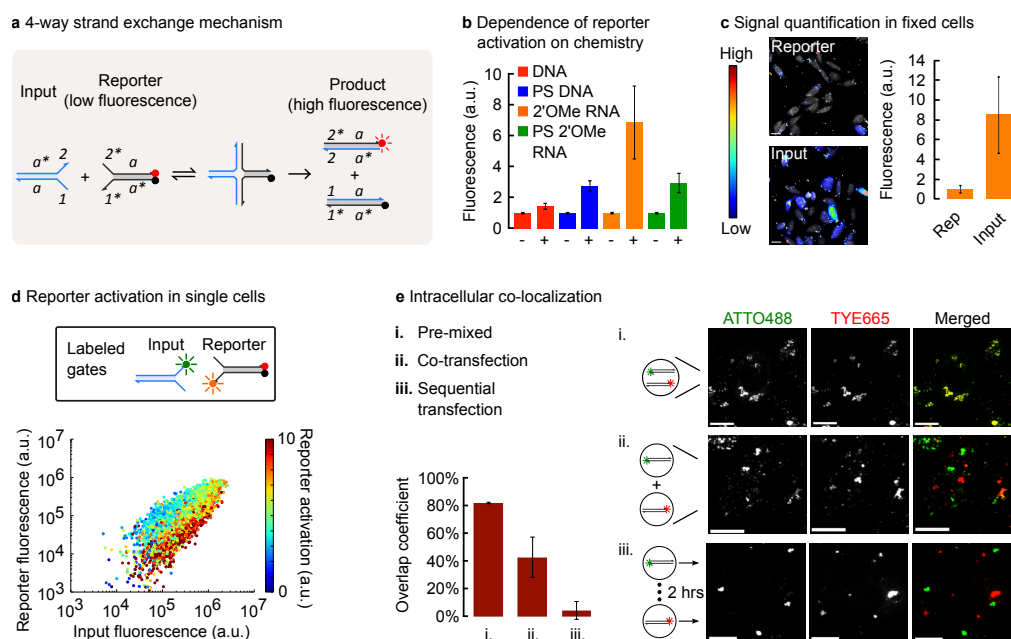 a 4-way strand exchange mechanism
Input
Reporter
(low fluorescence)
Product
(high fluorescence)
a* 2
a 1
+
2* a
1* a*
2* a
2 a*
+
1 a
1* a*
b Dependence of reporter
activation on chemistry
Fluorescence (a.u.)
10
8
6
4
2
0
DNA
PS DNA
2'OMe RNA
PS 2'OMe
RNA
- + - + - + - +
c Signal quantification in fixed cells
High
Low
Reporter
Input
Fluorescence (a.u.)
14
12
10
8
6
4
2
0
Rep
Input
d Reporter activation in single cells
Labeled
gates
Input
Reporter
Reporter fluorescence (a.u.)
10⁷
10⁶
10⁵
10⁴
10³
10³ 10⁴ 10⁵ 10⁶ 10⁷
Input fluorescence (a.u.)
10
0
Reporter activation (a.u.)
e Intracellular co-localization
i. Pre-mixed
ii. Co-transfection
iii. Sequential
transfection
Overlap coefficient
100%
80%
60%
40%
20%
0%
i. ii. iii.
ATTO488 TYE665 Merged
i.
ii.
+
iii.
2 hrs